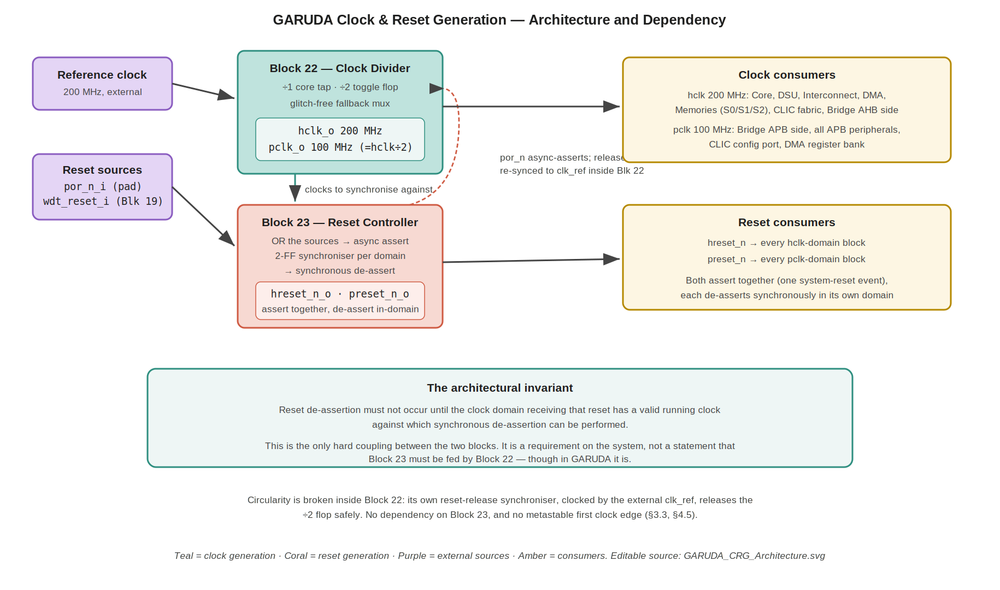 GARUDA Clock & Reset Generation — Architecture and Dependency
Reference clock
200 MHz, external
Reset sources
por_n_i (pad)
wdt_reset_i (Blk 19)
Block 22 — Clock Divider
÷1 core tap · ÷2 toggle flop
glitch-free fallback mux
hclk_o 200 MHz
pclk_o 100 MHz (=hclk÷2)
clocks to synchronise against
Block 23 — Reset Controller
OR the sources → async assert
2-FF synchroniser per domain
→ synchronous de-assert
hreset_n_o · preset_n_o
assert together, de-assert in-domain
por_n async-asserts; release
re-synced to clk_ref inside Blk 22
Clock consumers
hclk 200 MHz: Core, DSU, Interconnect, DMA,
Memories (S0/S1/S2), CLIC fabric, Bridge AHB side
pclk 100 MHz: Bridge APB side, all APB peripherals,
CLIC config port, DMA register bank
Reset consumers
hreset_n → every hclk-domain block
preset_n → every pclk-domain block
Both assert together (one system-reset event),
each de-asserts synchronously in its own domain
The architectural invariant
Reset de-assertion must not occur until the clock domain receiving that reset has a valid running clock
against which synchronous de-assertion can be performed.
This is the only hard coupling between the two blocks. It is a requirement on the system, not a statement that
Block 23 must be fed by Block 22 — though in GARUDA it is.
Circularity is broken inside Block 22: its own reset-release synchroniser, clocked by the external clk_ref, releases the
÷2 flop safely. No dependency on Block 23, and no metastable first clock edge (§3.3, §4.5).
Teal = clock generation · Coral = reset generation · Purple = external sources · Amber = consumers. Editable source: GARUDA_CRG_Architecture.svg